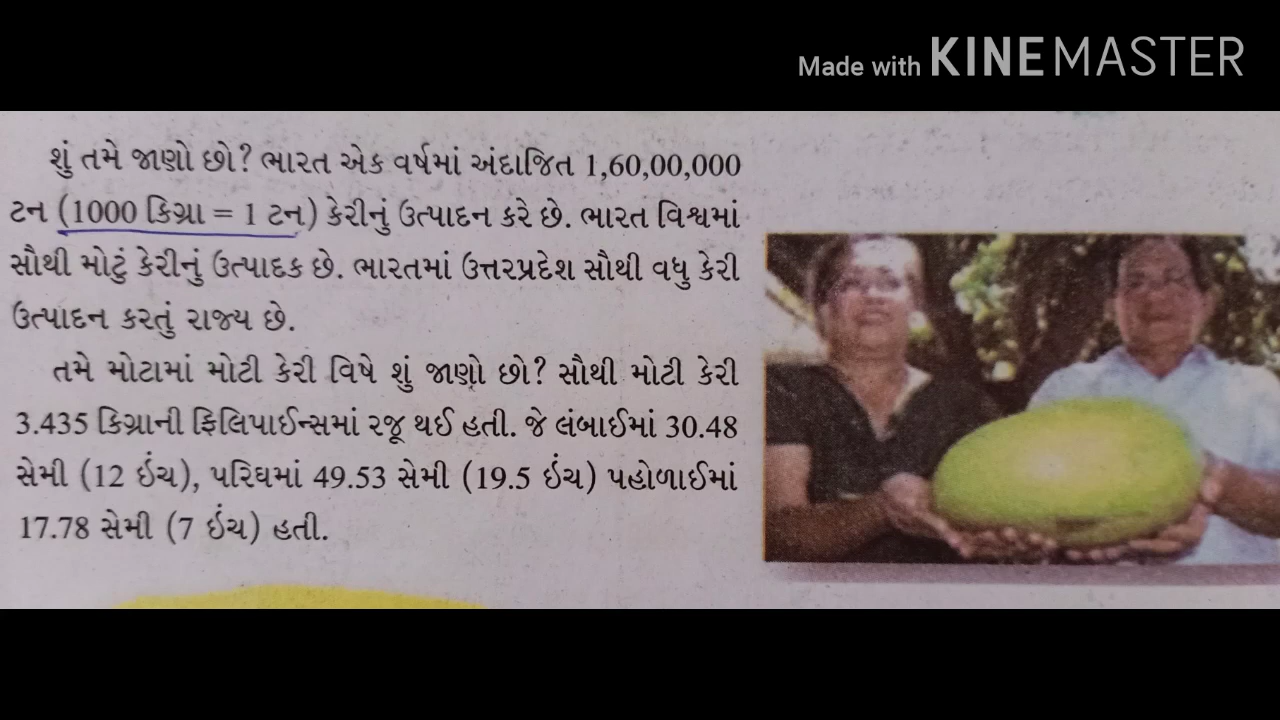 Made with KINEMASTER
શું તમે જાણો છો? ભારત એક વર્ષમાં અંદાજિત 1,60,00,000
ટન (1000 કિગ્રા = 1 ટન) કેરીનું ઉત્પાદન કરે છે. ભારત વિશ્વમાં
સૌથી મોટું કેરીનું ઉત્પાદક છે. ભારતમાં ઉત્તરપ્રદેશ સૌથી વધુ કેરી
ઉત્પાદન કરતું રાજ્ય છે.
તમે મોટામાં મોટી કેરી વિષે શું જાણો છો? સૌથી મોટી કેરી
3.435 કિગ્રાની ફિલિપાઈન્સમાં રજૂ થઈ હતી. જે લંબાઈમાં 30.48
સેમી (12 ઇંચ), પરિઘમાં 49.53 સેમી (19.5 ઇંચ) પહોળાઈમાં
17.78 સેમી (7 ઇંચ) હતી.